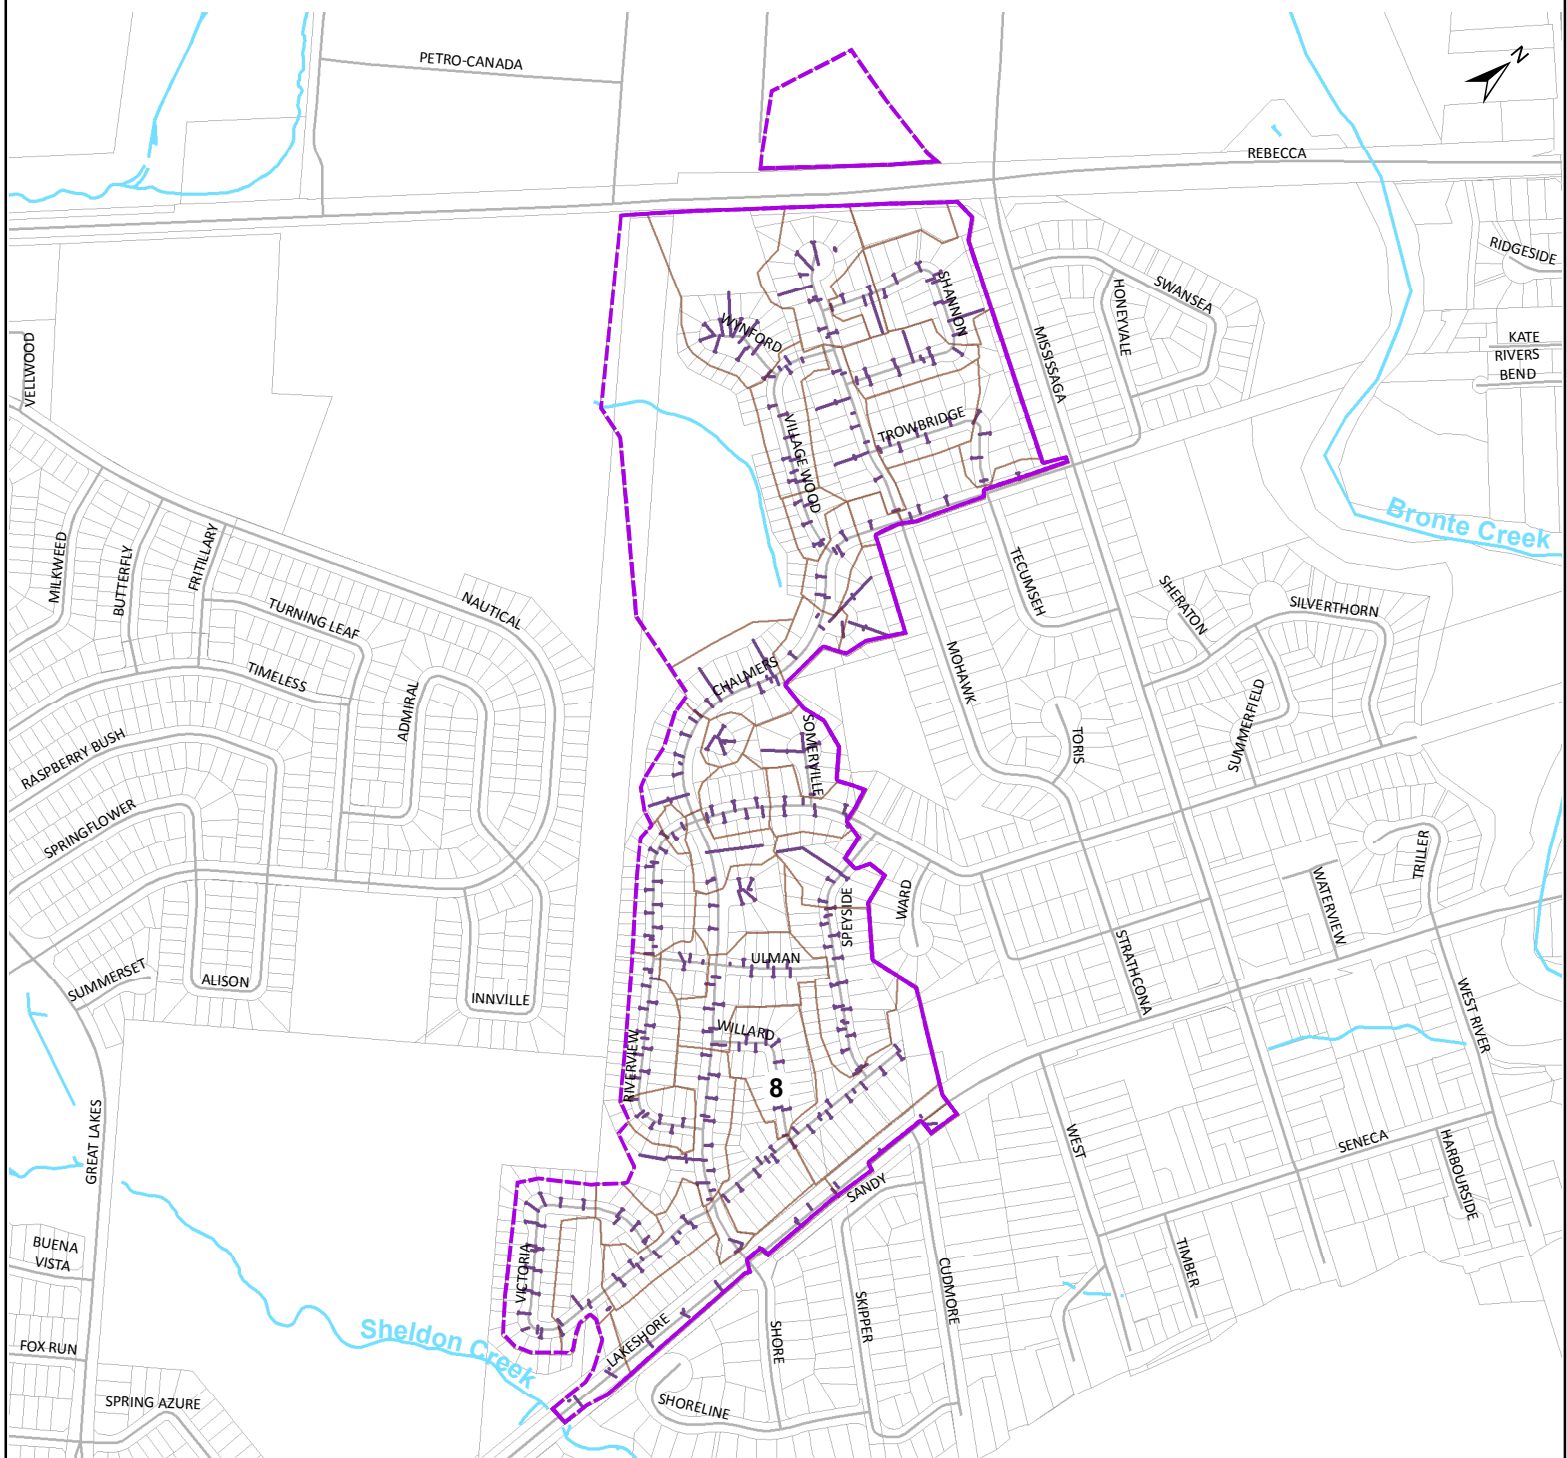 PETRO-CANADA
N
REBECCA
RIDGESIDE
SWANSEA
HONEYVALE
SHANNON
WYNFORD
MISSISSAGA
KATE
RIVERS
BEND
VELLWOOD
TROWBRIDGE
VILLAGE WOOD
Bronte Creek
MILKWEED
BUTTERFLY
FRITILLARY
TURNING LEAF
NAUTICAL
TECUMSEH
SHERATON
SILVERTHORN
TIMELESS
CHALMERS
MOHAWK
ADMIRAL
SOMERVILLE
TORIS
SUMMERFIELD
RASPBERRY BUSH
SPRINGFLOWER
TRILLER
WATERVIEW
WARD
SPEYSIDE
STRATHCONA
ULMAN
SUMMERSET
ALISON
INNVILLE
WEST RIVER
WILLARD
RIVERVIEW
8
GREAT LAKES
WEST
SENECA
HARBOURSIDE
SANDY
BUENA
VISTA
VICTORIA
TIMBER
CUDMORE
SKIPPER
SHORE
LAKESHORE
Sheldon Creek
FOX RUN
SPRING AZURE
SHORELINE